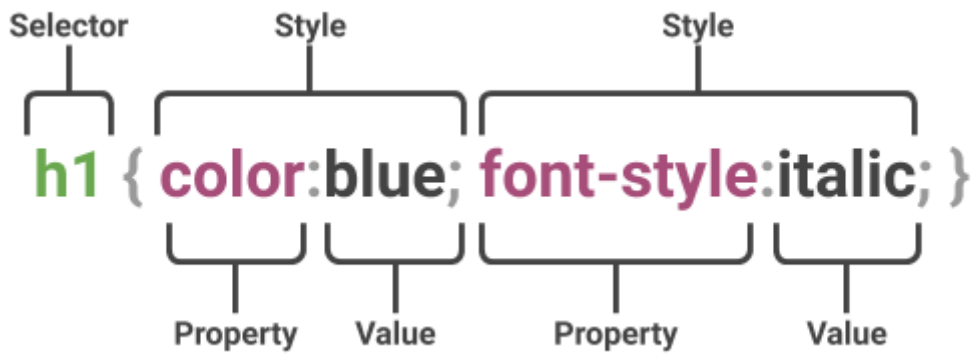 Selector Style Style
h1 { color:blue; font-style:italic; }
Property Value Property Value